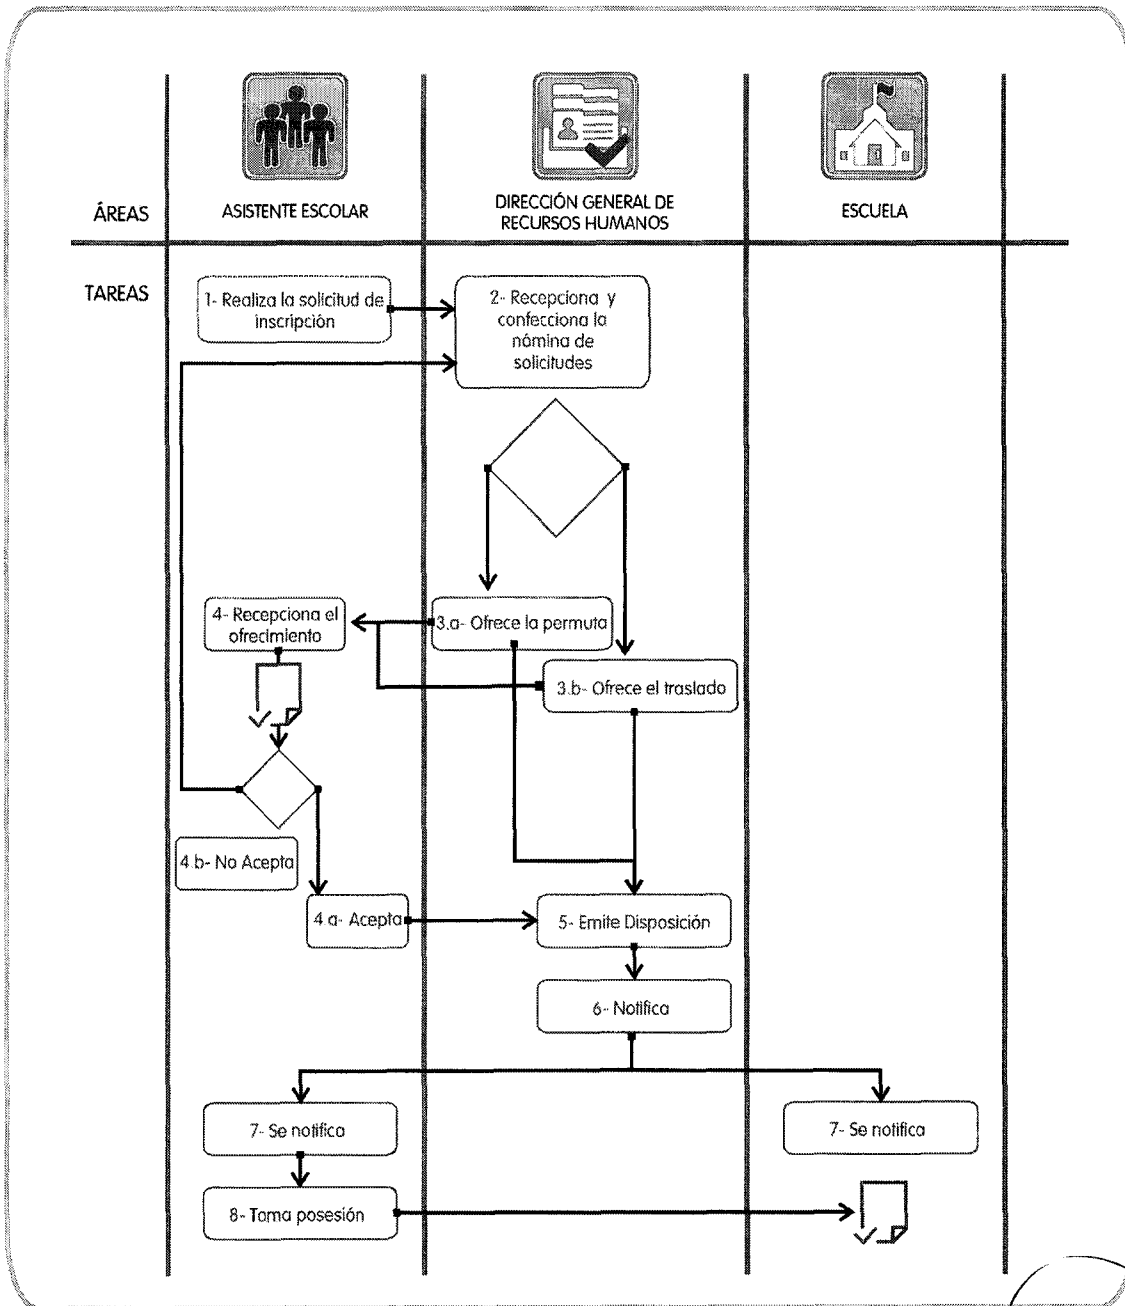 ÁREAS
ASISTENTE ESCOLAR
DIRECCIÓN GENERAL DE
RECURSOS HUMANOS
ESCUELA
TAREAS
1- Realiza la solicitud de
inscripción
2- Recepciona y
confecciona la
nómina de
solicitudes
4- Recepciona el
ofrecimiento
3.a- Ofrece la permuta
3.b- Ofrece el traslado
4.b- No Acepta
4 a- Acepta
5- Emite Disposición
6- Notifica
7- Se notifica
7- Se notifica
8- Toma posesión